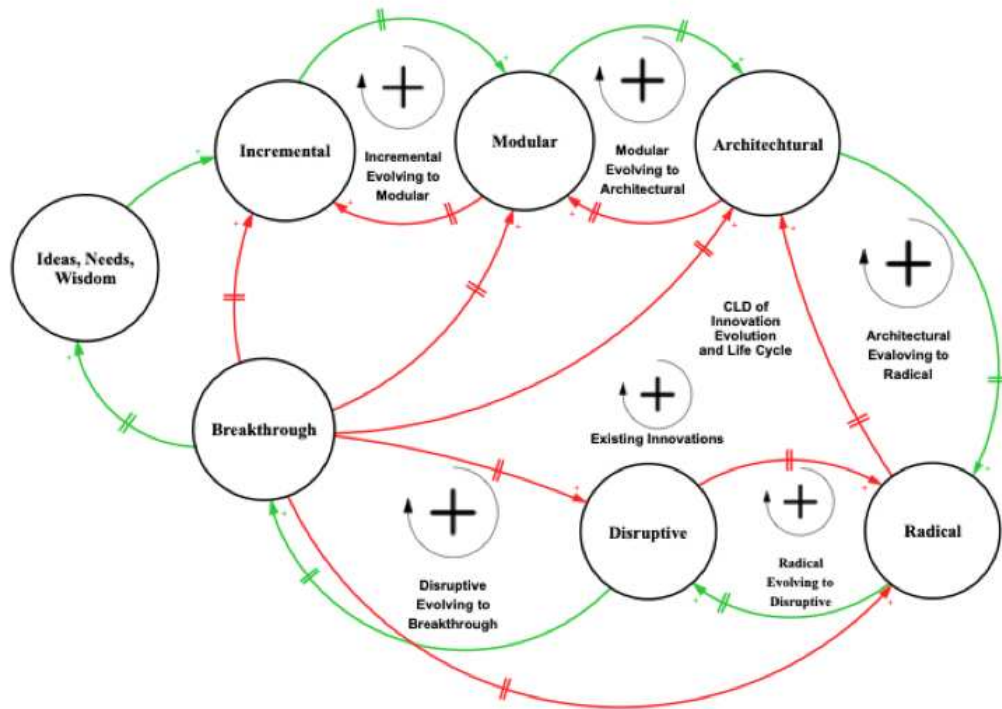 Incremental
Modular
Architechtural
Incremental
Evolving to
Modular
Modular
Evolving to
Architectural
Ideas, Needs,
Wisdom
CLD of
Innovation
Evolution
and Life Cycle
Architectural
Evaloving to
Radical
Breakthrough
Existing Innovations
Disruptive
Radical
Disruptive
Evolving to
Breakthrough
Radical
Evolving to
Disruptive